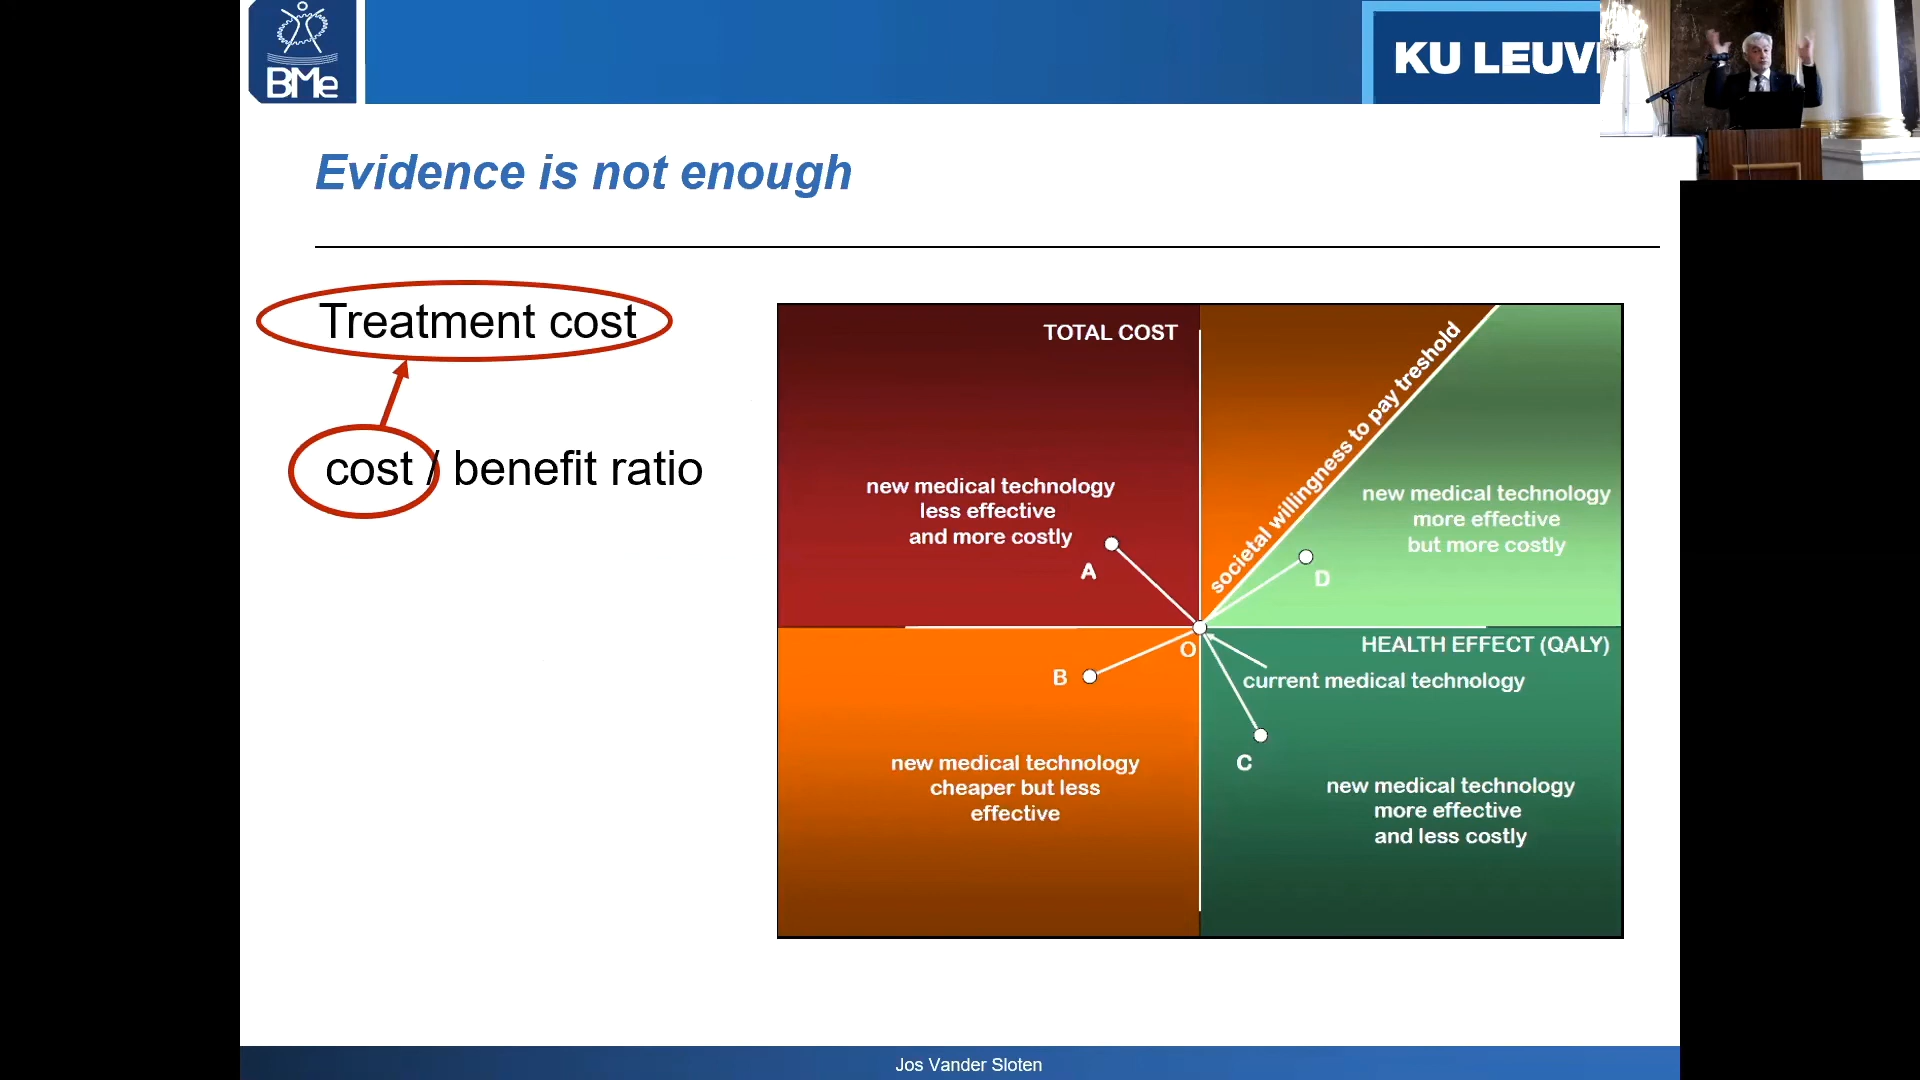 BMe
KU LEUV
Evidence is not enough
Treatment cost
cost / benefit ratio
TOTAL COST
societal willingness to pay treshold
new medical technology
less effective
and more costly
A
new medical technology
more effective
but more costly
D
O
HEALTH EFFECT (QALY)
current medical technology
B
C
new medical technology
cheaper but less
effective
new medical technology
more effective
and less costly
Jos Vander Sloten